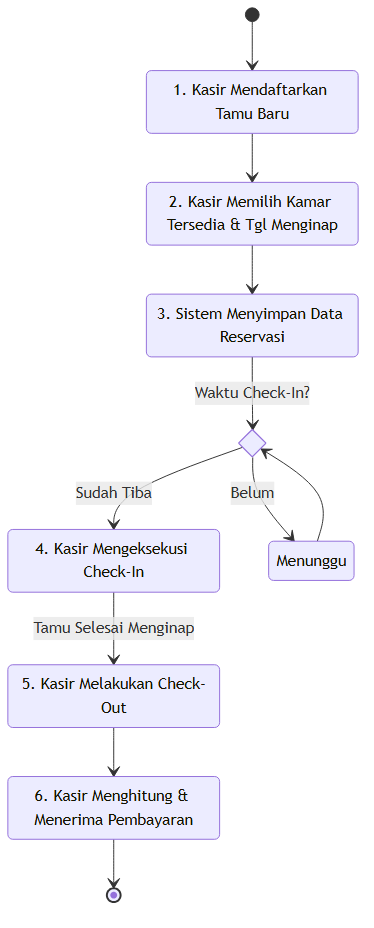 1. Kasir Mendaftarkan
Tamu Baru
2. Kasir Memilih Kamar
Tersedia & Tgl Menginap
3. Sistem Menyimpan Data
Reservasi
Waktu Check-In?
Sudah Tiba
Belum
4. Kasir Mengeksekusi
Check-In
Menunggu
Tamu Selesai Menginap
5. Kasir Melakukan Check-
Out
6. Kasir Menghitung &
Menerima Pembayaran